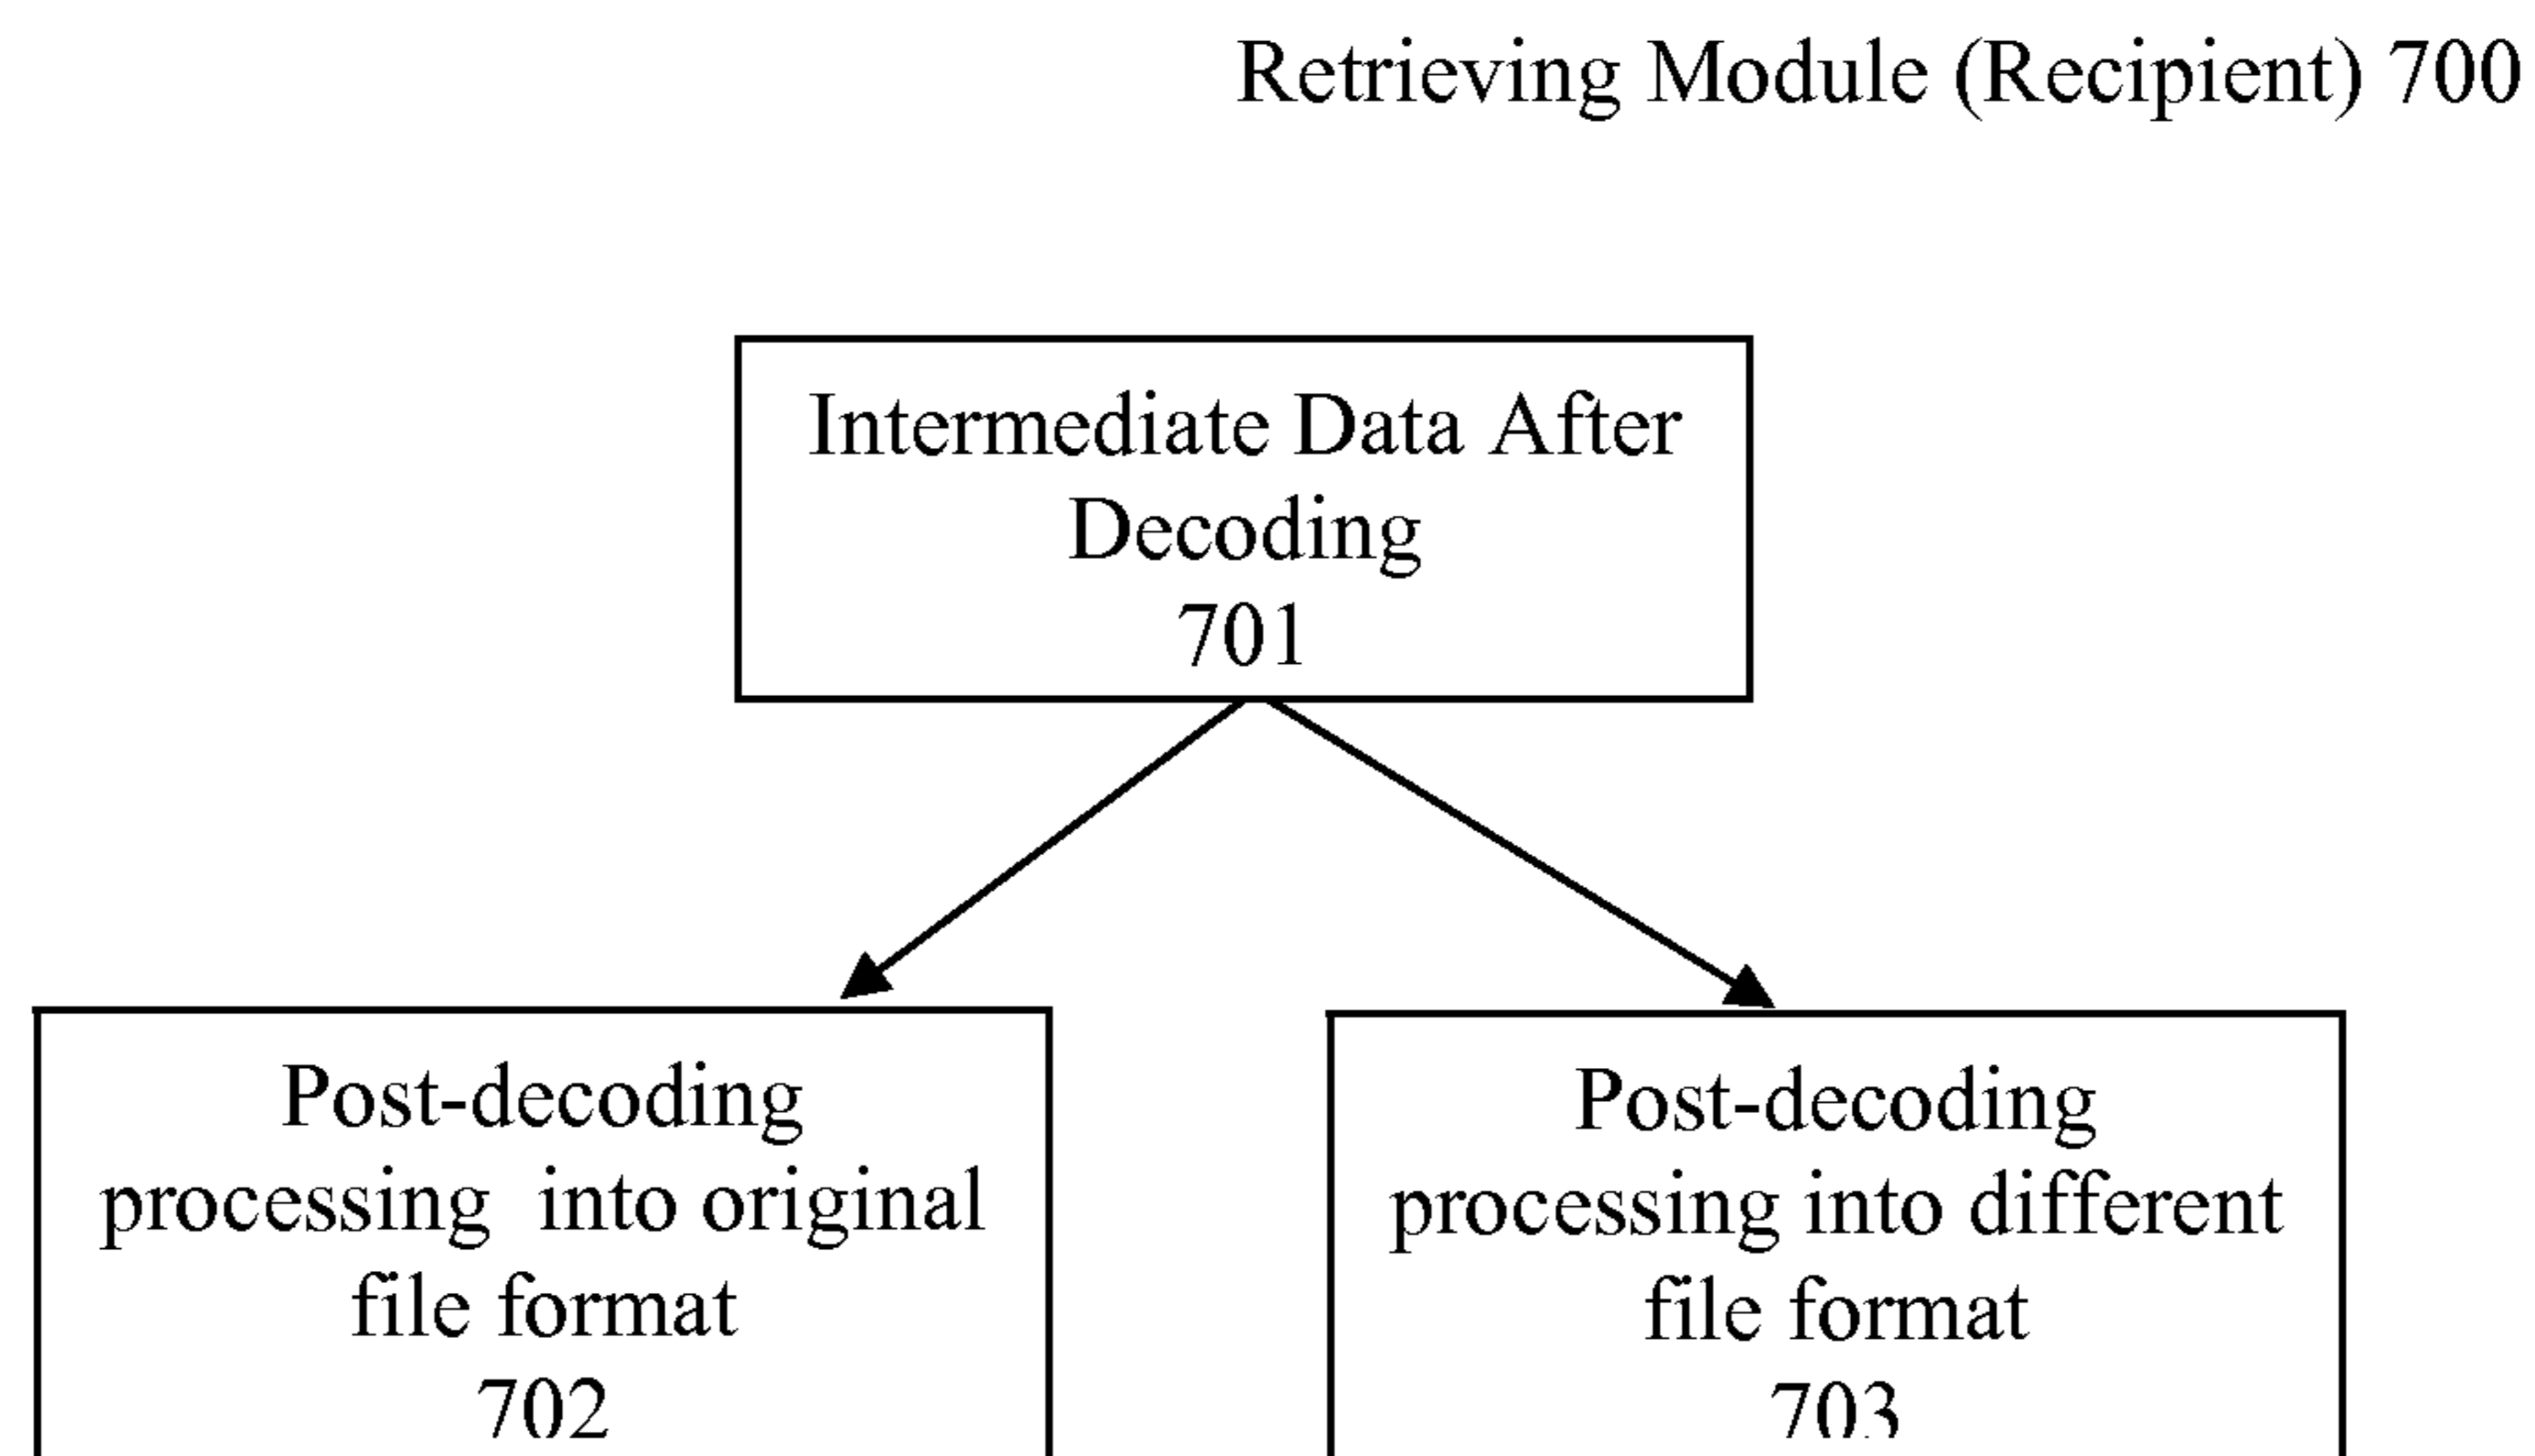 Retrieving Module (Recipient) 700
Intermediate Data After
Decoding
701
Post-decoding
processing into original
file format
702
Post-decoding
processing into different
file format
703